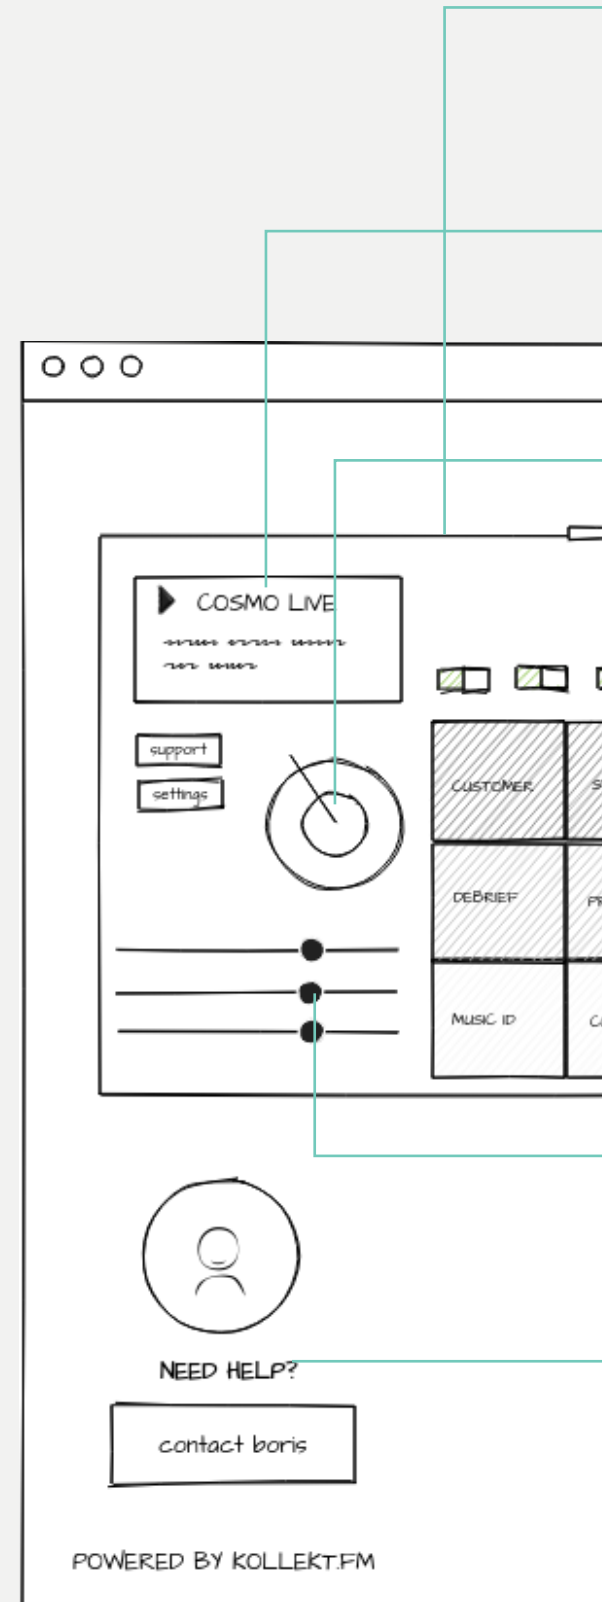 COSMO LIVE
support
settings
CUSTOMER
DEBRIEF
MUSIC ID
NEED HELP?
contact boris
POWERED BY KOLLEKT.FM